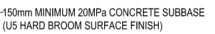 150mm MINIMUM 20MPa CONCRETE SUBBASE
(U5 HARD BROOM SURFACE FINISH)